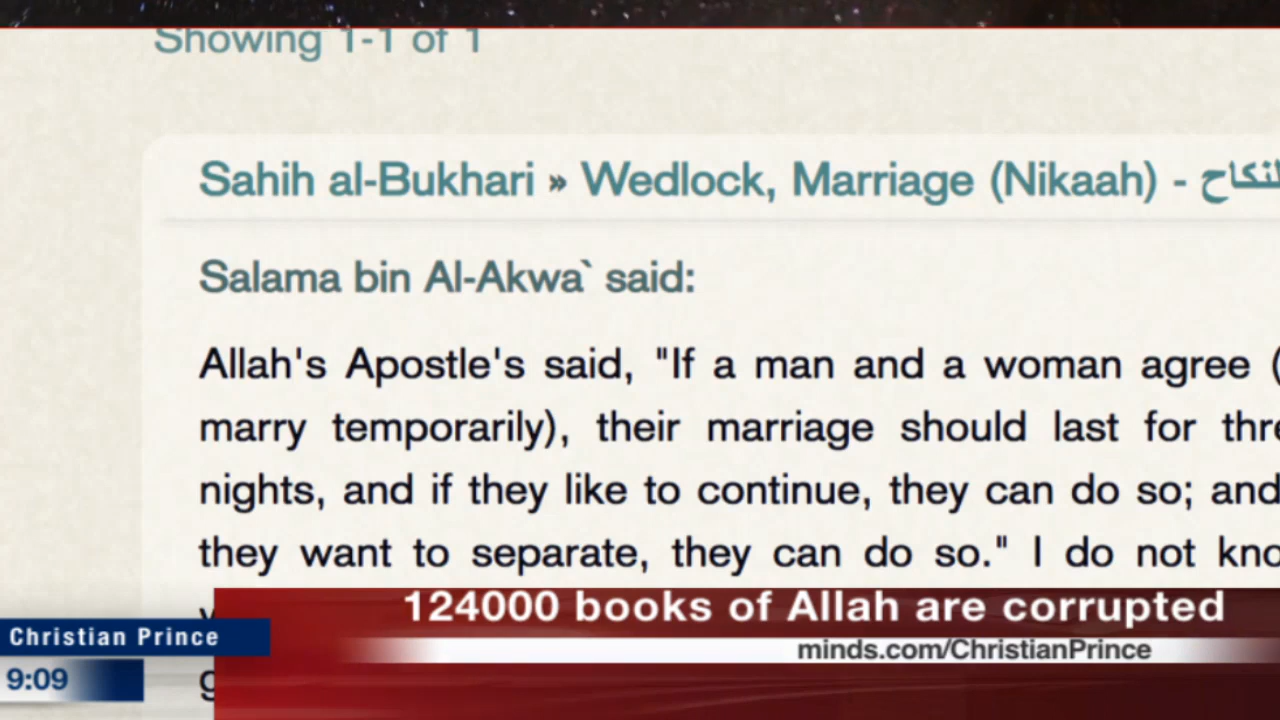 Showing 1-1 of 1
Sahih al-Bukhari » Wedlock, Marriage (Nikaah) -
Salama bin Al-Akwa` said:
Allah's Apostle's said, "If a man and a woman agree (
marry temporarily), their marriage should last for
nights, and if they like to continue, they can do so; and
they want to separate, they can do so." I do not
124000 books of Allah are corrupted
Christian Prince
minds.com/ChristianPrince
9:09